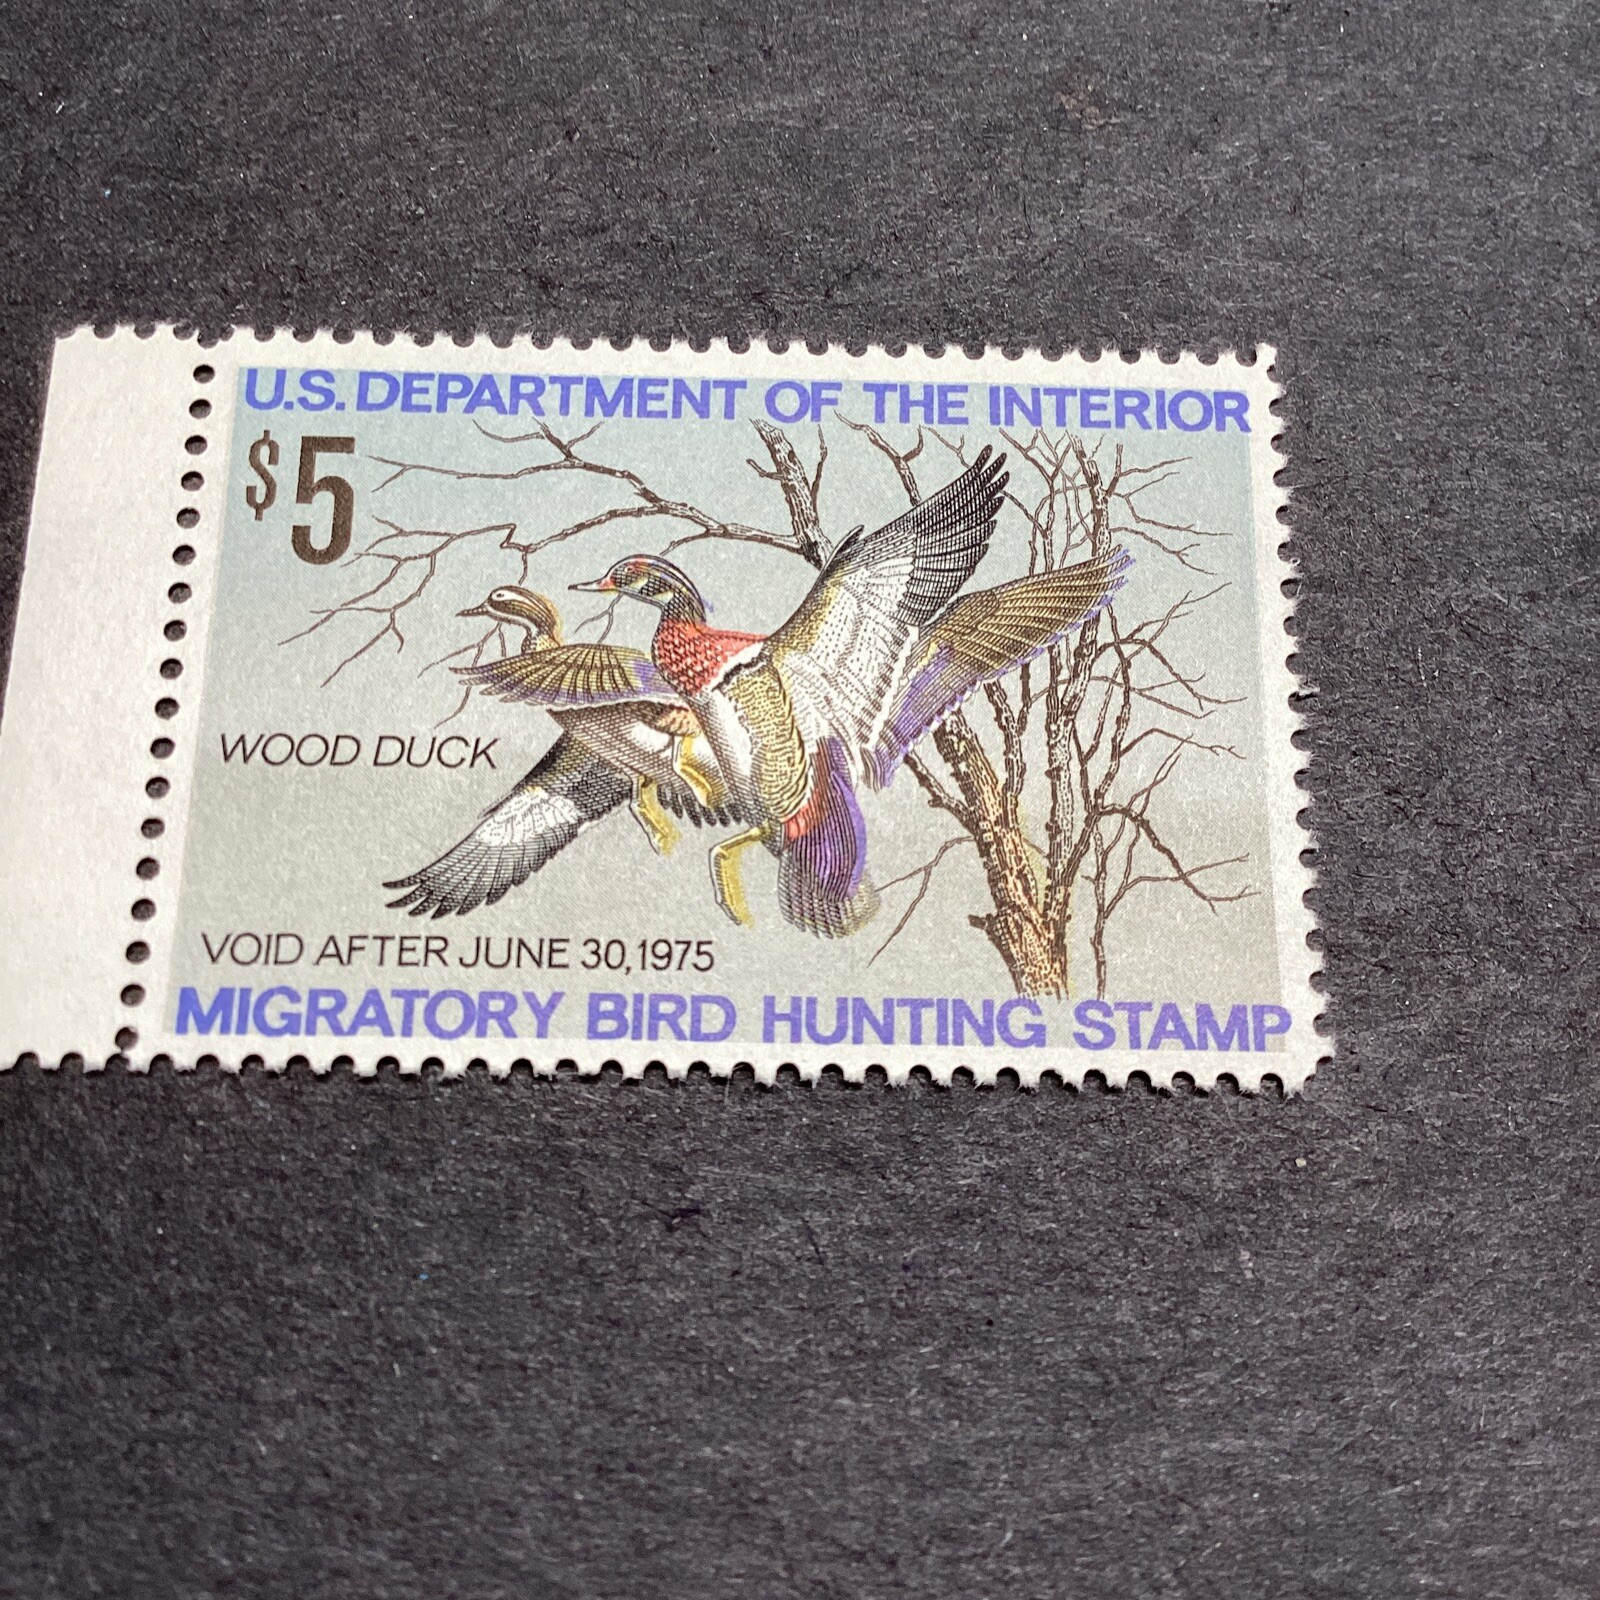 U.S. DEPARTMENT OF THE INTERIOR
$5
WOOD DUCK
VOID AFTER JUNE 30, 1975
MIGRATORY BIRD HUNTING STAMP